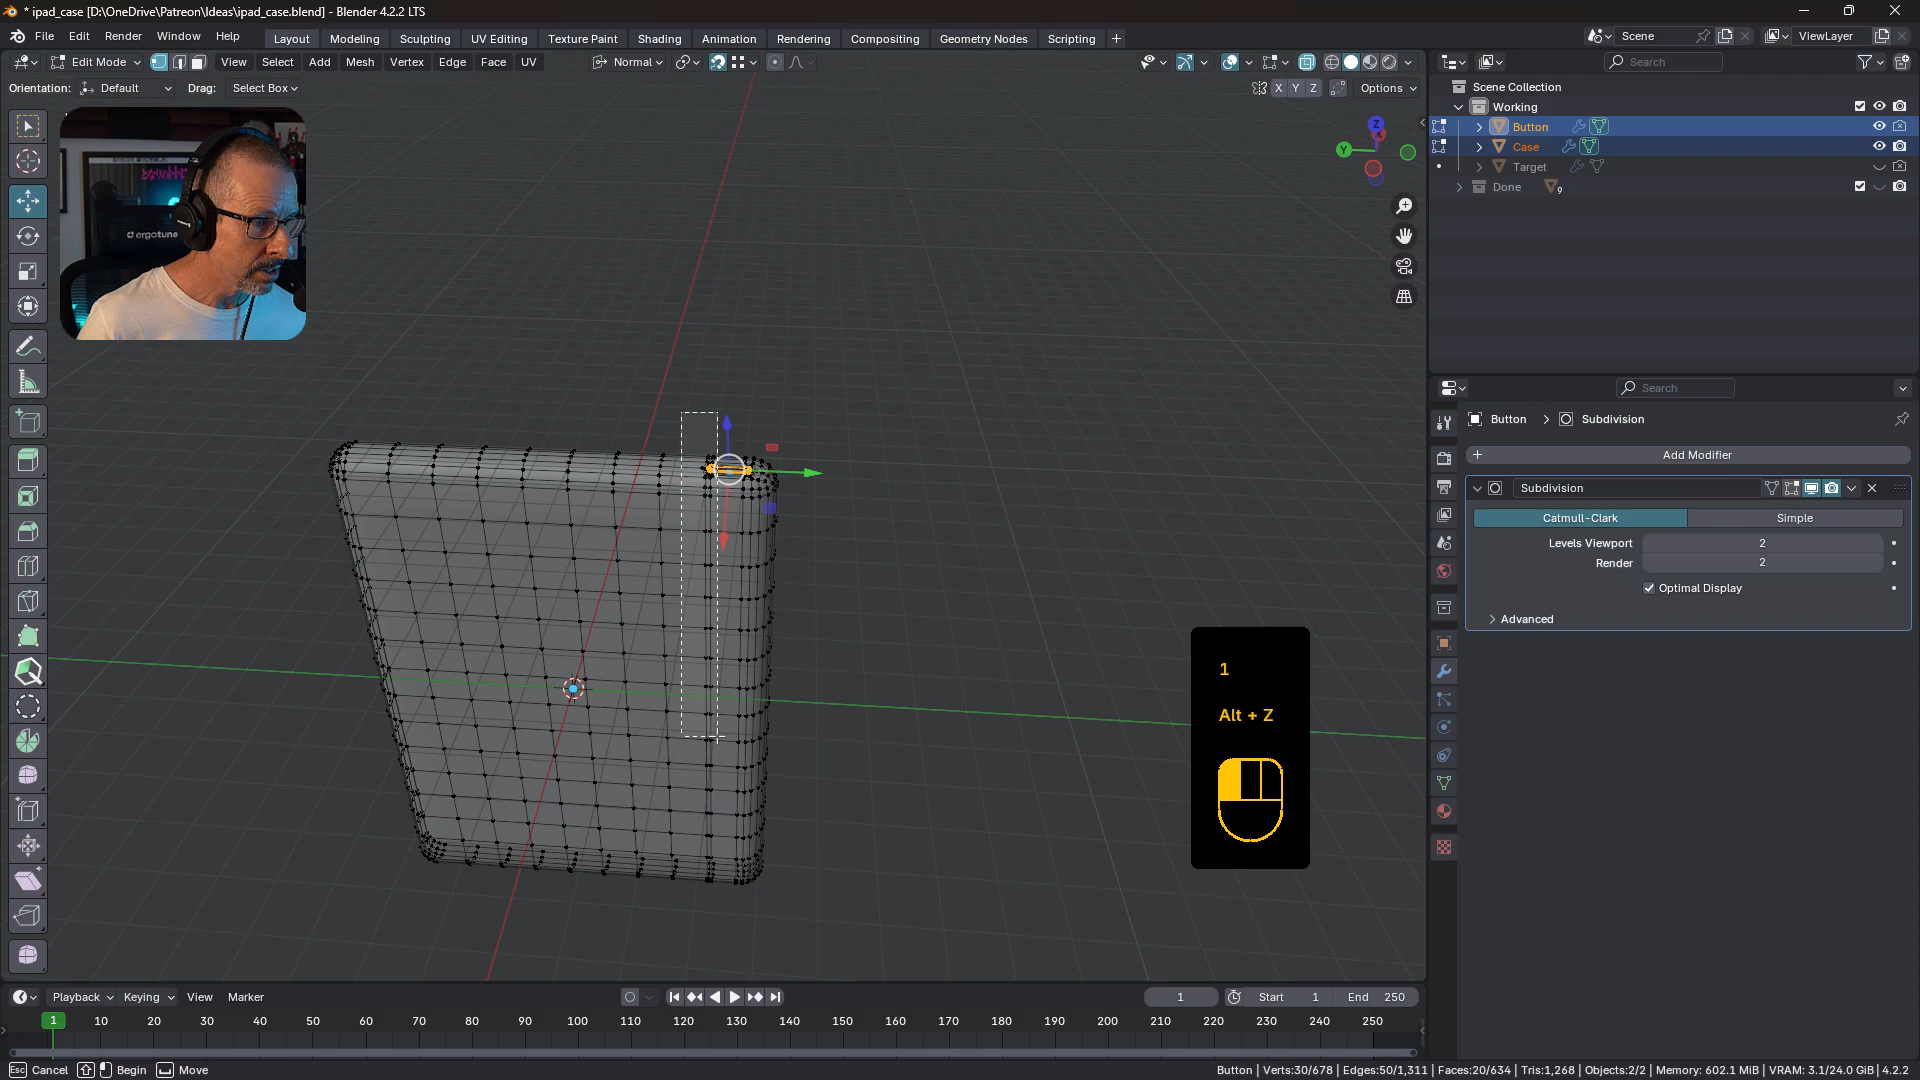 * ipad_case [D:\OneDrive\Patreon\Ideas\ipad_case.blend] - Blender 4.2.2 LTS
File Edit Render Window Help
Layout Modeling Sculpting UV Editing Texture Paint Shading Animation Rendering Compositing Geometry Nodes Scripting +
Scene ViewLayer
Edit Mode View Select Add Mesh Vertex Edge Face UV Normal
Search
Orientation: Default Drag: Select Box X Y Z Options
Scene Collection
Working
Button
Case
Target
Done 9
ergotune
Z
Y
Search
Button > Subdivision
+ Add Modifier
Subdivision
Catmull-Clark Simple
Levels Viewport 2
Render 2
Optimal Display
Advanced
1
Alt + Z
Playback Keying View Marker 1 Start 1 End 250
1 10 20 30 40 50 60 70 80 90 100 110 120 130 140 150 160 170 180 190 200 210 220 230 240 250
Esc Cancel Begin Move
Button | Verts:30/678 | Edges:50/1,311 | Faces:20/634 | Tris:1,268 | Objects:2/2 | Memory: 602.1 MiB | VRAM: 3.1/24.0 GiB | 4.2.2